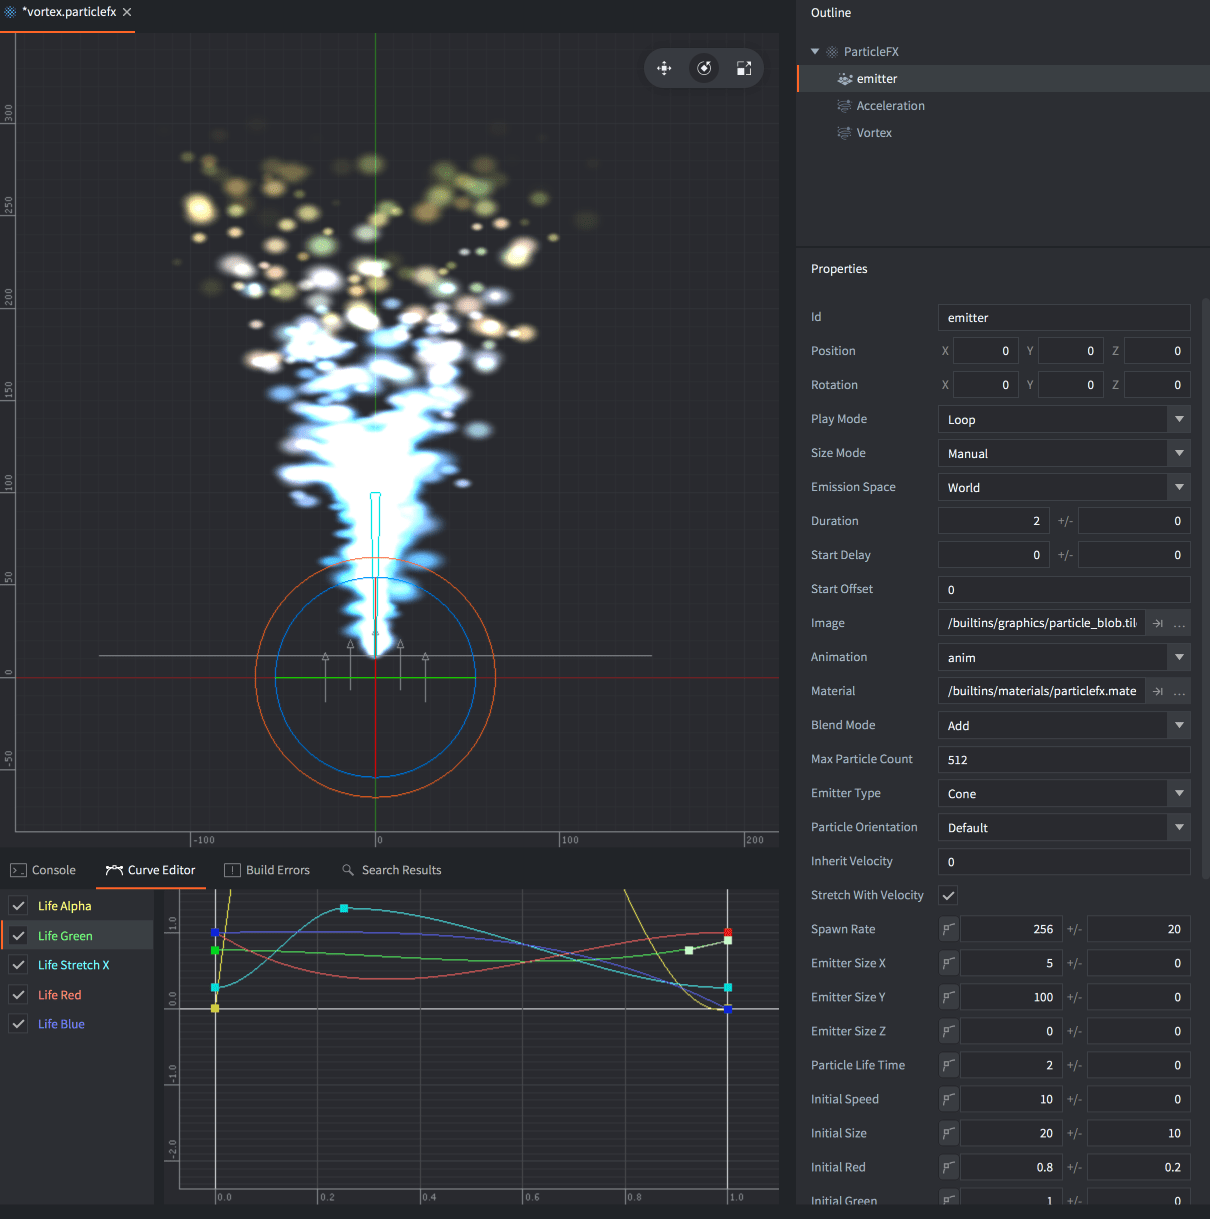 *vortex.particlefx
Outline
ParticleFX
emitter
Acceleration
Vortex
300
250
200
150
100
50
0
-50
-100
0
100
200
Properties
Id emitter
Position X 0 Y 0 Z 0
Rotation X 0 Y 0 Z 0
Play Mode Loop
Size Mode Manual
Emission Space World
Duration 2 +/- 0
Start Delay 0 +/- 0
Start Offset 0
Image /builtins/graphics/particle_blob.til ...
Animation anim
Material /builtins/materials/particlefx.mate ...
Blend Mode Add
Max Particle Count 512
Emitter Type Cone
Particle Orientation Default
Inherit Velocity 0
Stretch With Velocity
Spawn Rate 256 +/- 20
Emitter Size X 5 +/- 0
Emitter Size Y 100 +/- 0
Emitter Size Z 0 +/- 0
Particle Life Time 2 +/- 0
Initial Speed 10 +/- 0
Initial Size 20 +/- 10
Initial Red 0.8 +/- 0.2
Initial Green 1 +/- 0
Console
Curve Editor
Build Errors
Search Results
Life Alpha
Life Green
Life Stretch X
Life Red
Life Blue
1.0
0.0
-1.0
-2.0
0.0
0.2
0.4
0.6
0.8
1.0